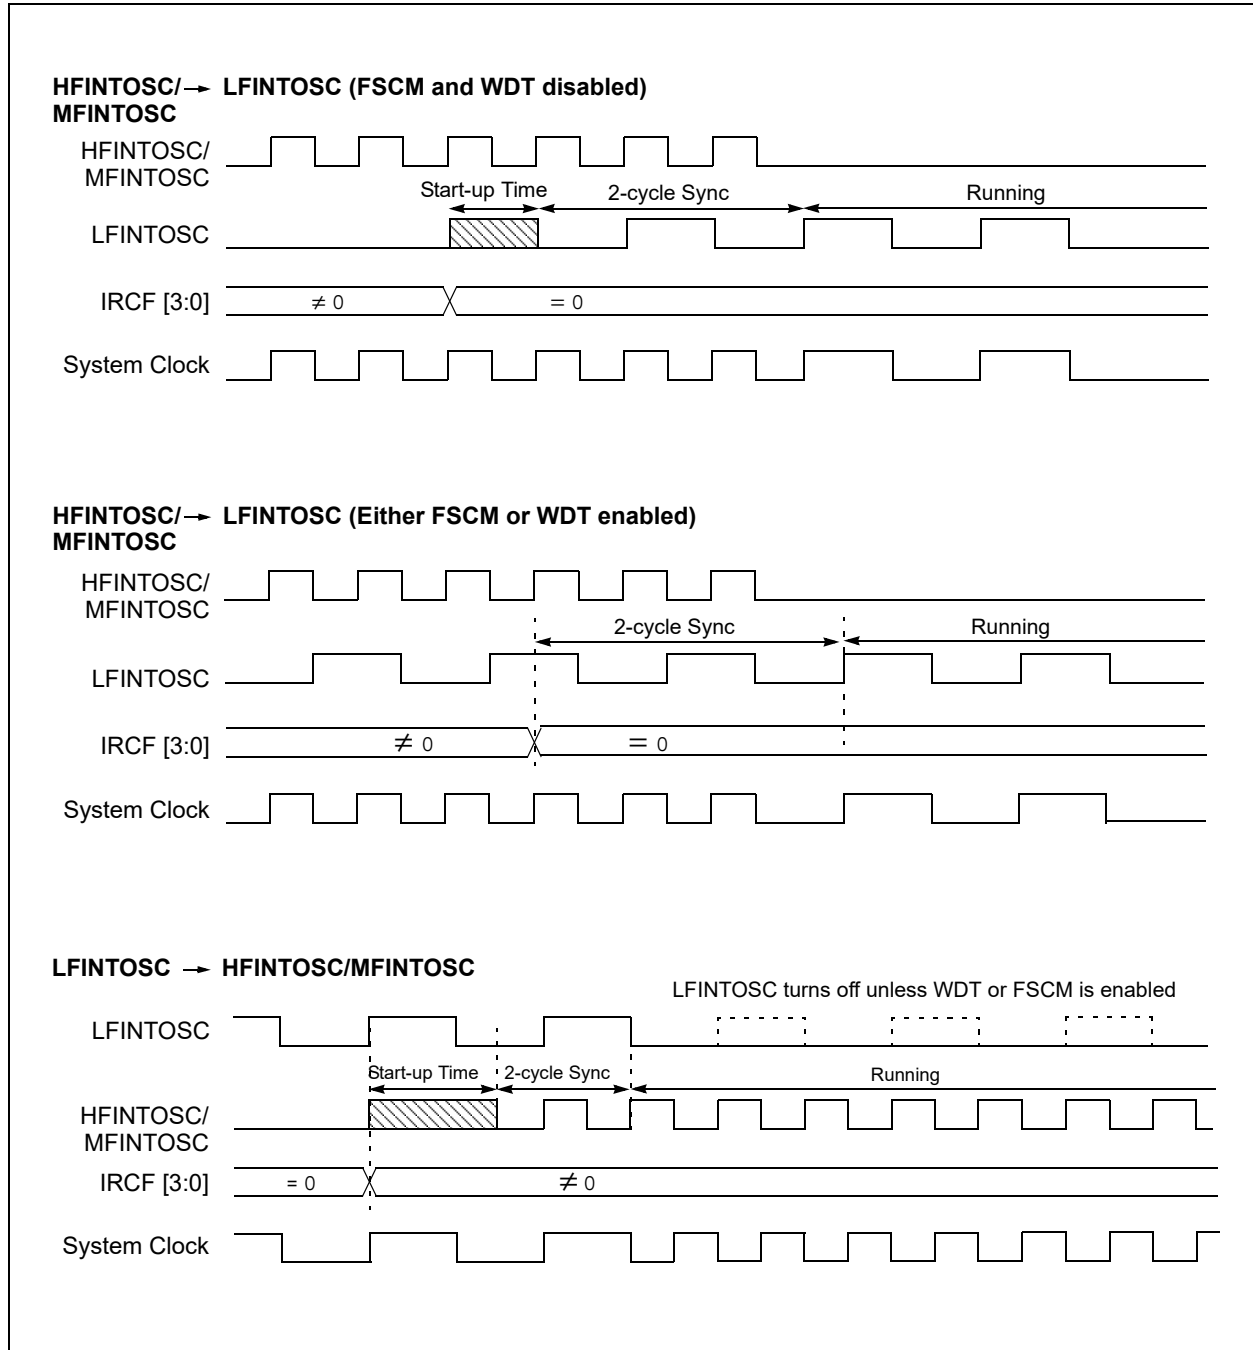 HFINTOSC/→ LFINTOSC (FSCM and WDT disabled)
MFINTOSC
HFINTOSC/
MFINTOSC
Start-up Time 2-cycle Sync Running
LFINTOSC
IRCF [3:0] ≠ 0 = 0
System Clock
HFINTOSC/→ LFINTOSC (Either FSCM or WDT enabled)
MFINTOSC
HFINTOSC/
MFINTOSC
2-cycle Sync Running
LFINTOSC
IRCF [3:0] ≠ 0 = 0
System Clock
LFINTOSC → HFINTOSC/MFINTOSC
LFINTOSC turns off unless WDT or FSCM is enabled
LFINTOSC
Start-up Time 2-cycle Sync Running
HFINTOSC/
MFINTOSC
IRCF [3:0] = 0 ≠ 0
System Clock